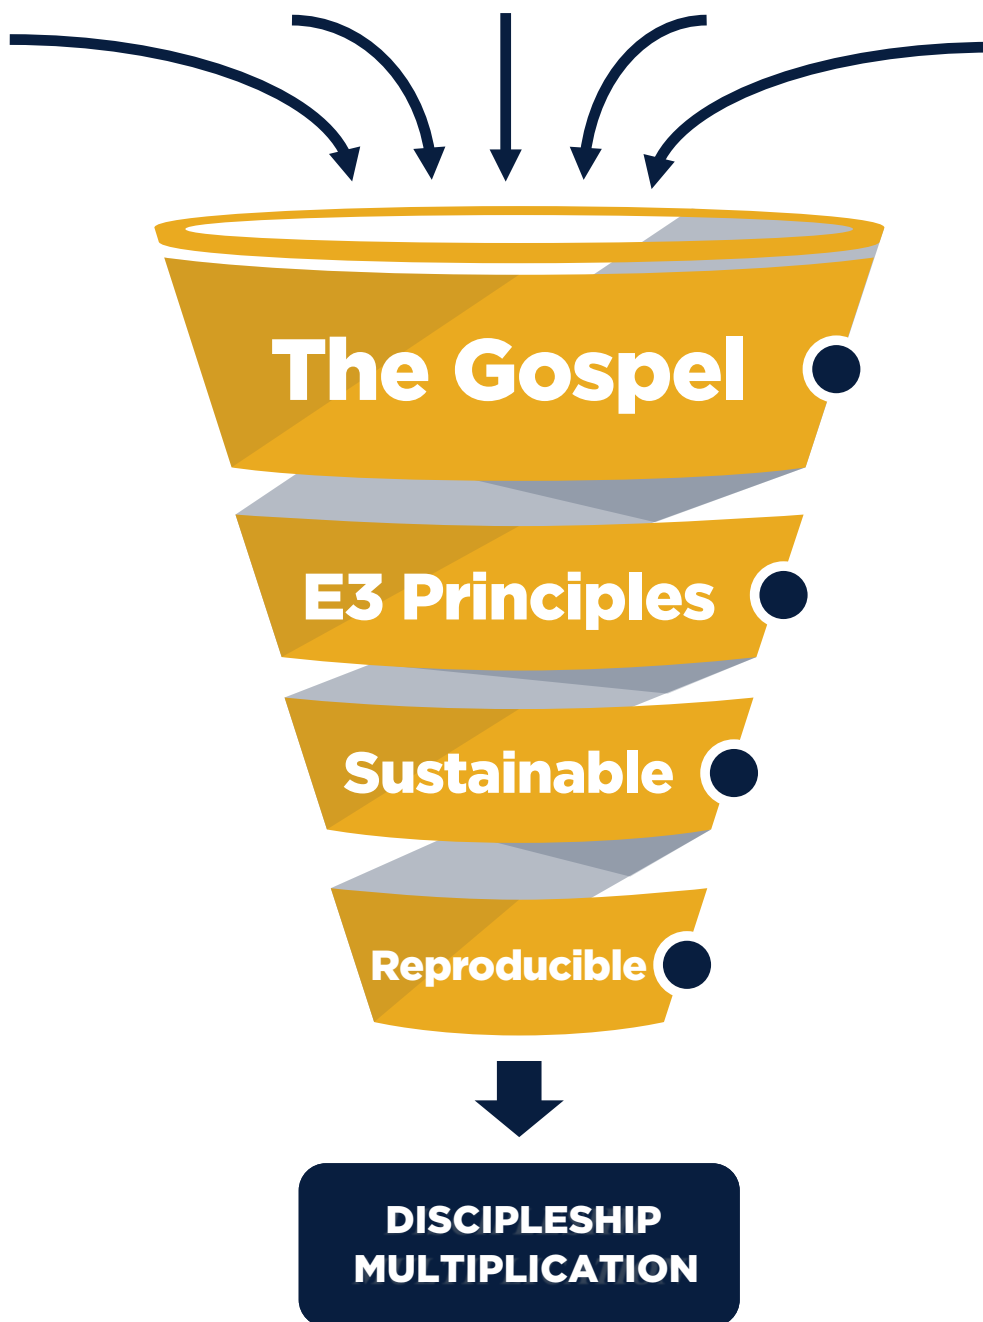 The Gospel
E3 Principles
Sustainable
Reproducible
DISCIPLESHIP
MULTIPLICATION